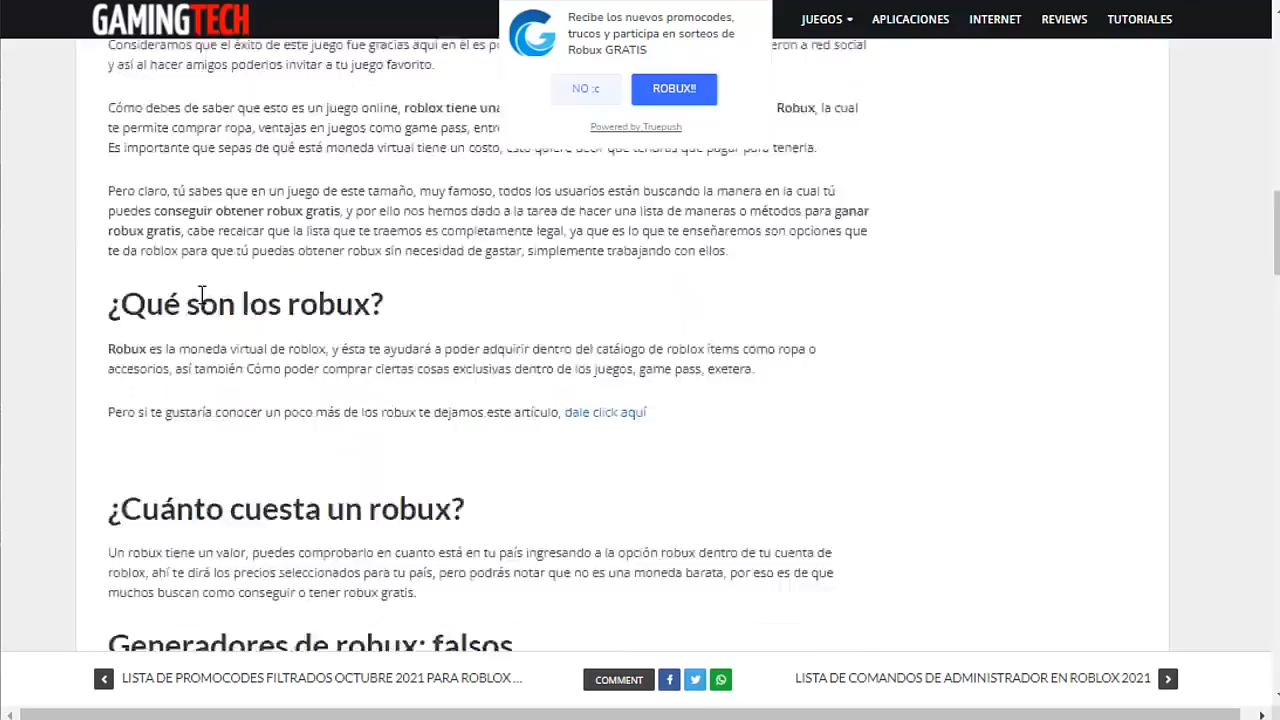 GAMINGTECH
JUEGOS
APLICACIONES
INTERNET
REVIEWS
TUTORIALES
Recibe los nuevos promocodes,
trucos y participa en sorteos de
Robux GRATIS
NO :c
ROBUX!!
Powered by Truepush
Consideramos que el éxito de este juego fue gracias aquí en él es po
eron a red social
y así al hacer amigos poderlos invitar a tu juego favorito.
Cómo debes de saber que esto es un juego online, roblox tiene una
Robux, la cual
te permite comprar ropa, ventajas en juegos como game pass, entre
Es importante que sepas de qué está moneda virtual tiene un costo, esto quiere decir que tendrás que pagar para tenerla.
Pero claro, tú sabes que en un juego de este tamaño, muy famoso, todos los usuarios están buscando la manera en la cual tú
puedes conseguir obtener robux gratis, y por ello nos hemos dado a la tarea de hacer una lista de maneras o métodos para ganar
robux gratis, cabe recalcar que la lista que te traemos es completamente legal, ya que es lo que te enseñaremos son opciones que
te da roblox para que tú puedas obtener robux sin necesidad de gastar, simplemente trabajando con ellos.
¿Qué son los robux?
Robux es la moneda virtual de roblox, y ésta te ayudará a poder adquirir dentro del catálogo de roblox ítems como ropa o
accesorios, así también Cómo poder comprar ciertas cosas exclusivas dentro de los juegos, game pass, exetera.
Pero si te gustaría conocer un poco más de los robux te dejamos este artículo, dale click aquí
¿Cuánto cuesta un robux?
Un robux tiene un valor, puedes comprobarlo en cuanto está en tu país ingresando a la opción robux dentro de tu cuenta de
roblox, ahí te dirá los precios seleccionados para tu país, pero podrás notar que no es una moneda barata, por eso es de que
muchos buscan como conseguir o tener robux gratis.
Generadores de robux: falsos
LISTA DE PROMOCODES FILTRADOS OCTUBRE 2021 PARA ROBLOX ...
COMMENT
LISTA DE COMANDOS DE ADMINISTRADOR EN ROBLOX 2021